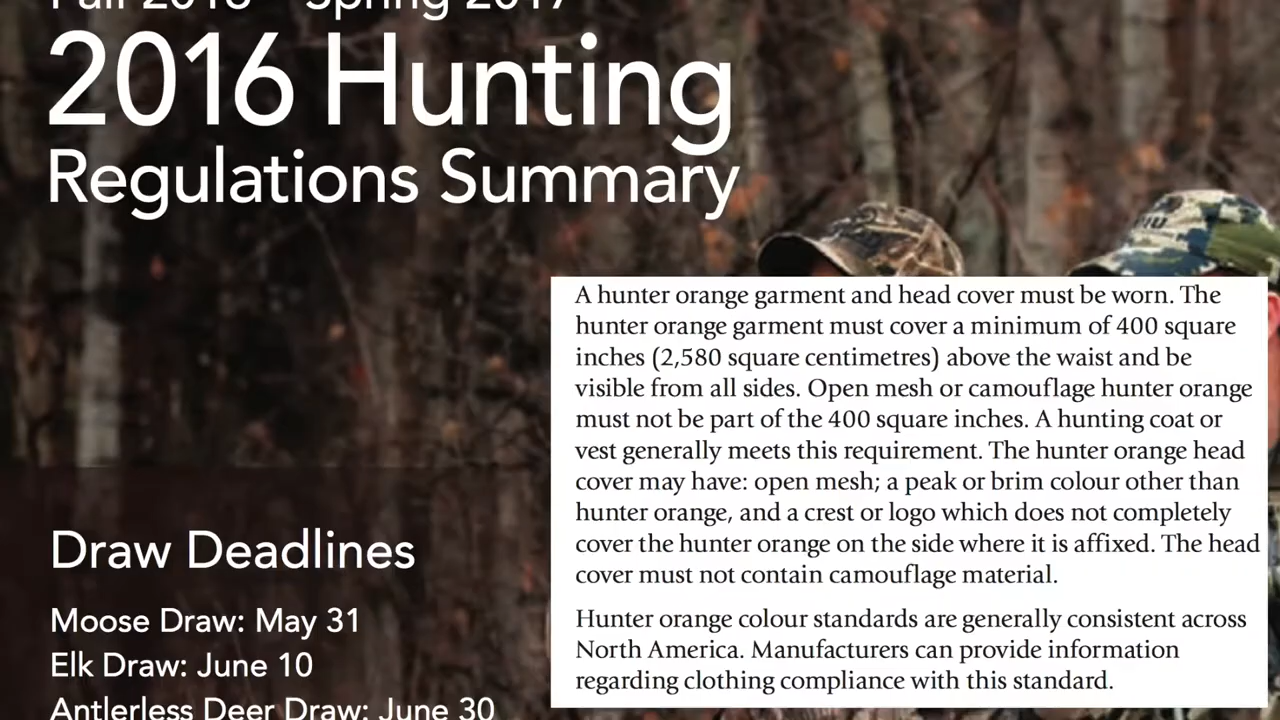 Fall 2016 – Spring 2017
2016 Hunting
Regulations Summary
Draw Deadlines
Moose Draw: May 31
Elk Draw: June 10
Antlerless Deer Draw: June 30
A hunter orange garment and head cover must be worn. The
hunter orange garment must cover a minimum of 400 square
inches (2,580 square centimetres) above the waist and be
visible from all sides. Open mesh or camouflage hunter orange
must not be part of the 400 square inches. A hunting coat or
vest generally meets this requirement. The hunter orange head
cover may have: open mesh; a peak or brim colour other than
hunter orange, and a crest or logo which does not completely
cover the hunter orange on the side where it is affixed. The head
cover must not contain camouflage material.
Hunter orange colour standards are generally consistent across
North America. Manufacturers can provide information
regarding clothing compliance with this standard.